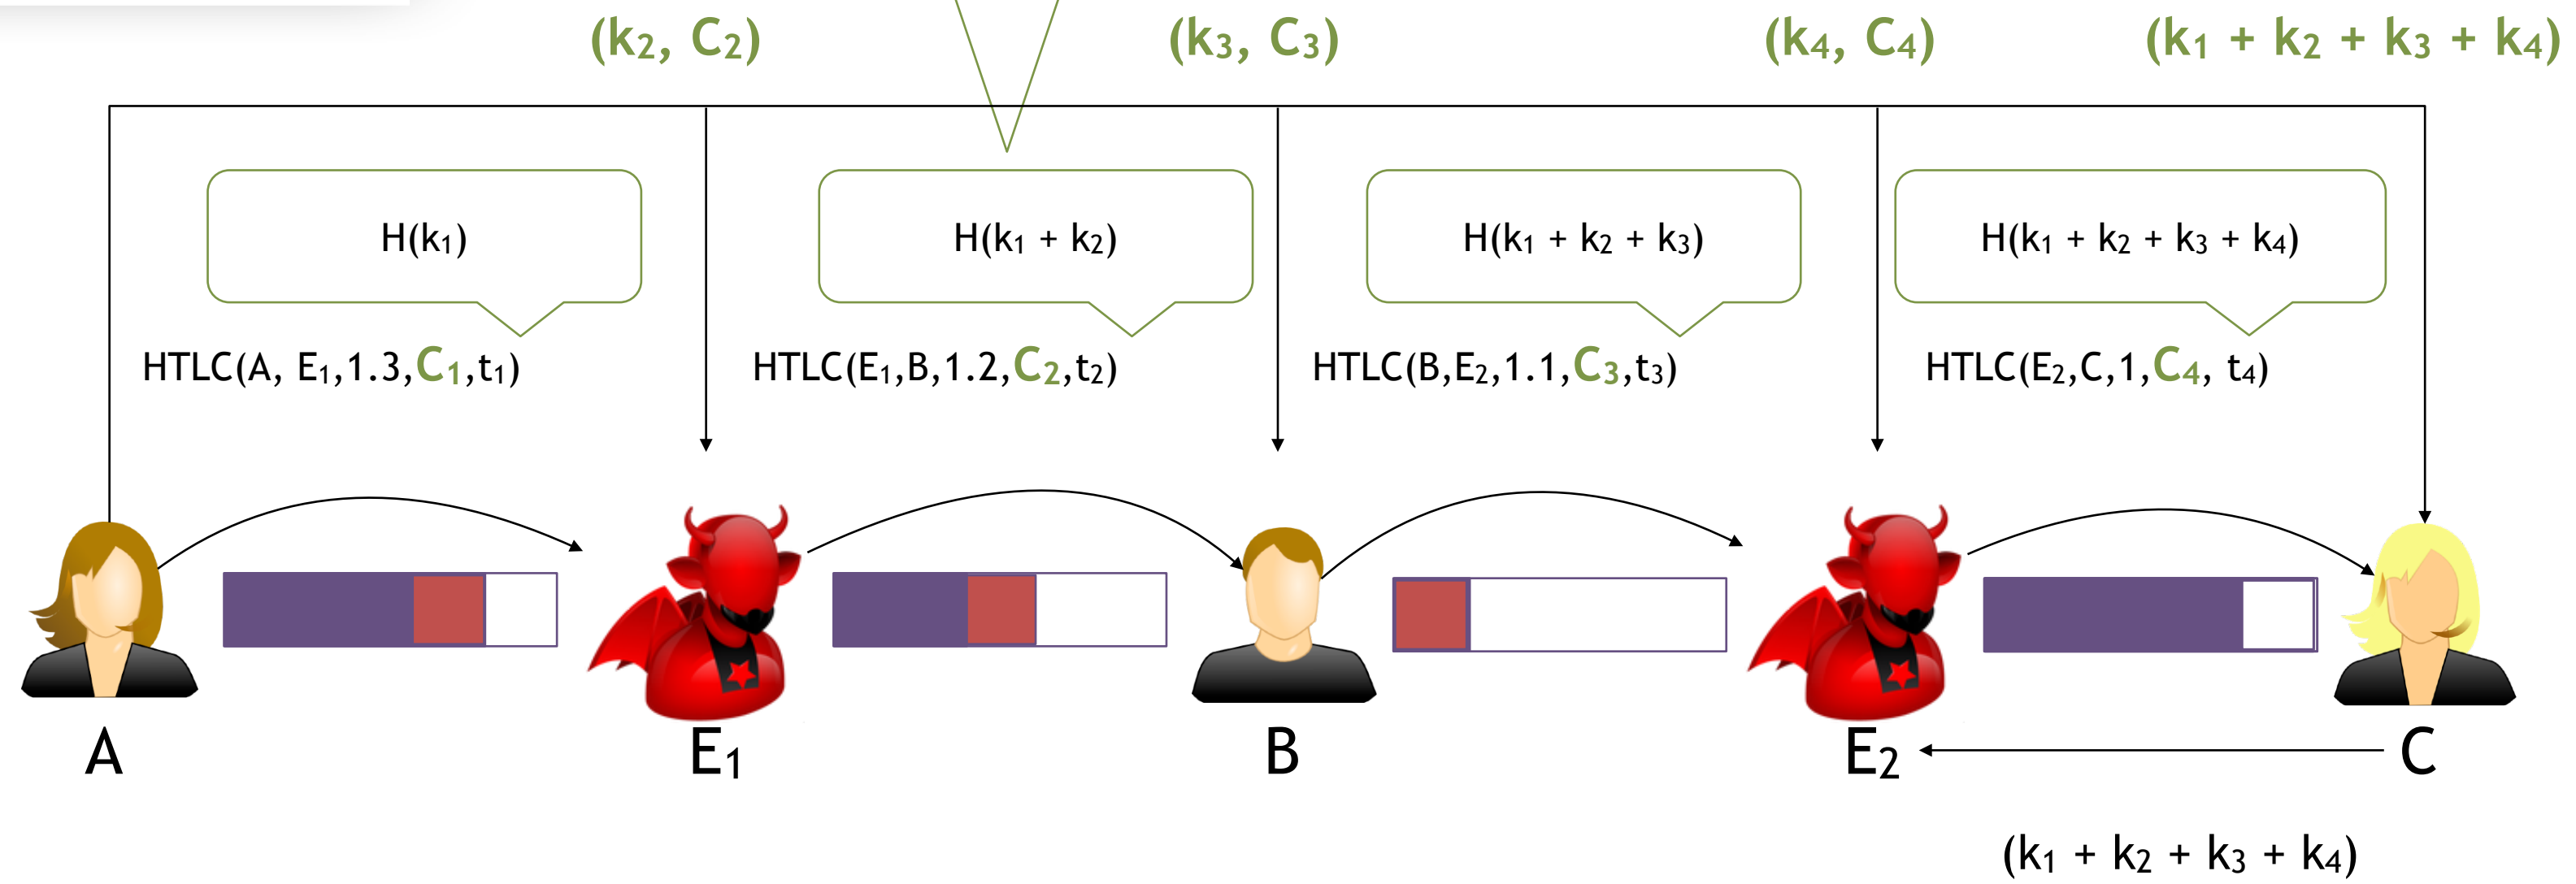 (k₂, C₂)
(k₃, C₃)
(k₄, C₄)
(k₁ + k₂ + k₃ + k₄)
H(k₁)
H(k₁ + k₂)
H(k₁ + k₂ + k₃)
H(k₁ + k₂ + k₃ + k₄)
HTLC(A, E₁,1.3,C₁,t₁)
HTLC(E₁,B,1.2,C₂,t₂)
HTLC(B,E₂,1.1,C₃,t₃)
HTLC(E₂,C,1,C₄, t₄)
A
E₁
B
E₂
C
(k₁ + k₂ + k₃ + k₄)